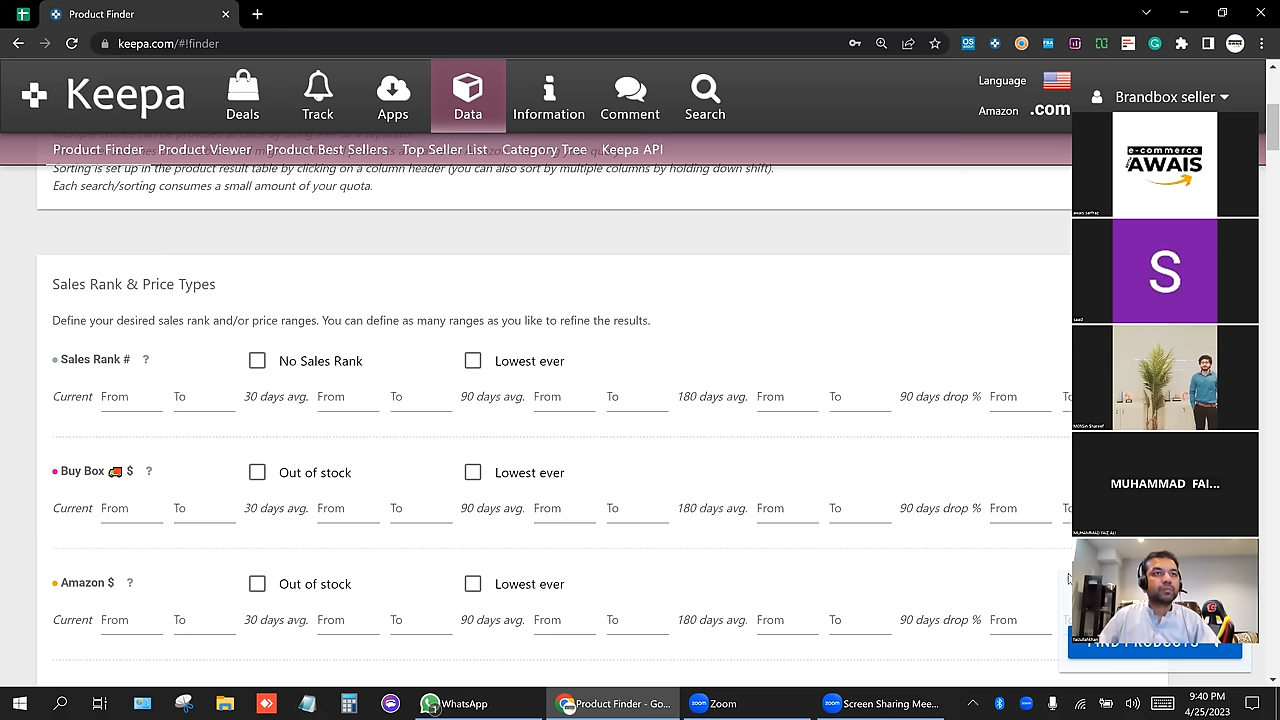 Product Finder
keepa.com/#!finder
Keepa
Deals
Track
Apps
Data
Information
Comment
Search
Language
Amazon .com
Brandbox seller
Product Finder Product Viewer Product Best Sellers Top Seller List Category Tree Keepa API
Sorting is set up in the product result table by clicking on a column header (you can also sort by multiple columns by holding down shift).
Each search/sorting consumes a small amount of your quota.
Sales Rank & Price Types
Define your desired sales rank and/or price ranges. You can define as many ranges as you like to refine the results.
Sales Rank # ? No Sales Rank Lowest ever
Current From To 30 days avg. From To 90 days avg. From To 180 days avg. From To 90 days drop % From
Buy Box $ ? Out of stock Lowest ever
Current From To 30 days avg. From To 90 days avg. From To 180 days avg. From To 90 days drop % From
Amazon $ ? Out of stock Lowest ever
Current From To 30 days avg. From To 90 days avg. From To 180 days avg. From To 90 days drop % From
FIND PRODUCTS
e-commerce
AWAIS
awais sarfraz
S
saad
Mohsin Shareef
MUHAMMAD FAI...
MUHAMMAD FAIZ ALI
WhatsApp
Product Finder - Go...
Zoom
Screen Sharing Mee...
9:40 PM
4/25/2023